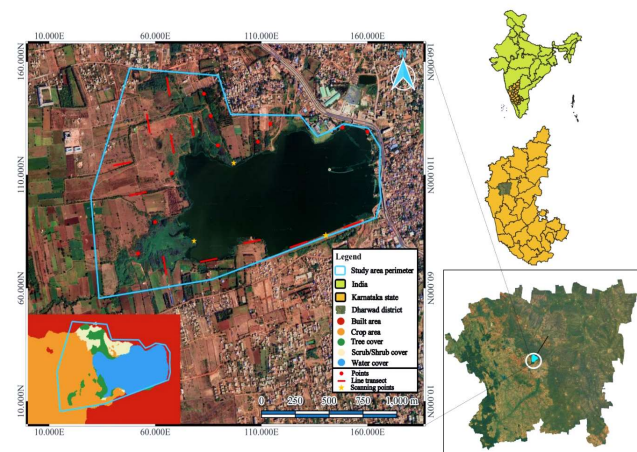 10.000E 60.000E 110.000E 160.000E
160.000N
110.000N
60.000N
10.000N
160.000N
110.000N
60.000N
10.000N
Legend
Study area perimeter
India
Karnataka state
Dharwad district
Built area
Crop area
Tree cover
Scrub/Shrub cover
Water cover
Points
Line transect
Scanning points
0 250 500 750 1,000 m
10.000E 60.000E 110.000E 160.000E